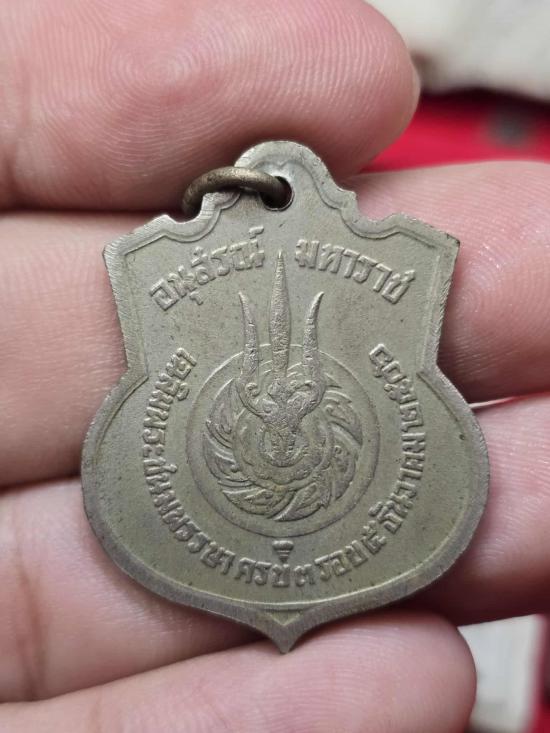 อนุสรณ์ มหาราช
เฉลิมพระชนมพรรษา ครบ๓รอบ ๕ ธันวาคม๒๕๐๖